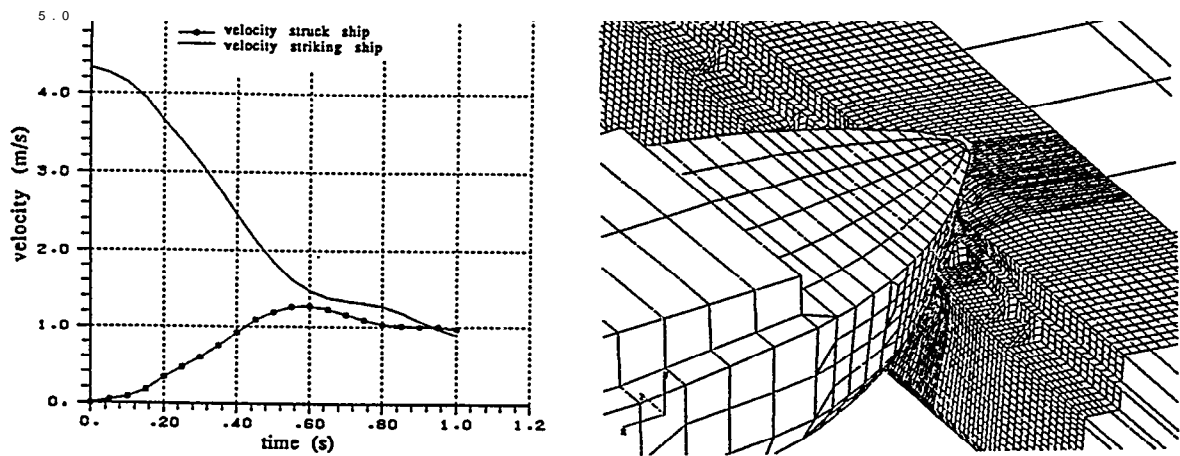 5.0
velocity struck ship
velocity striking ship
4.0
3.0
2.0
1.0
0.
0. .20 .40 .60 .80 1.0 1.2
time (s)
velocity (m/s)